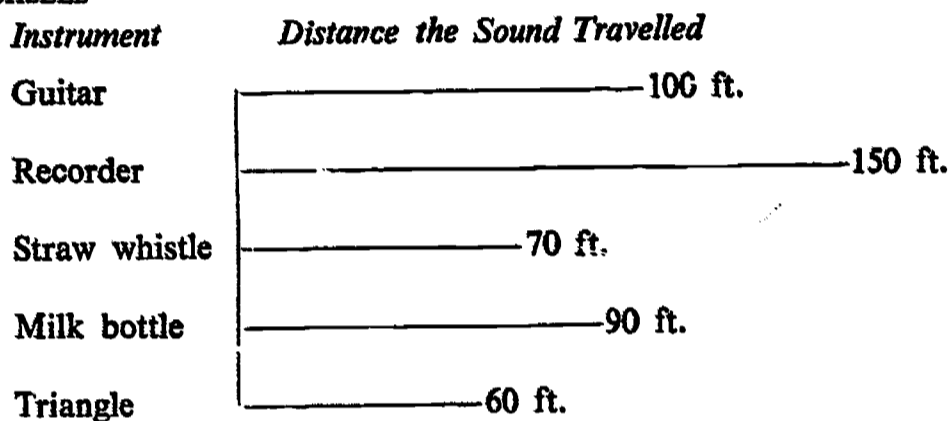 Instrument Distance the Sound Travelled
Guitar 100 ft.
Recorder 150 ft.
Straw whistle 70 ft.
Milk bottle 90 ft.
Triangle 60 ft.